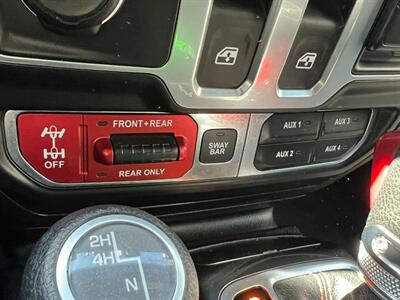 FRONT+REAR
OFF
REAR ONLY
SWAY
BAR
AUX 1
AUX 3
AUX 2
AUX 4
2H
4H
N